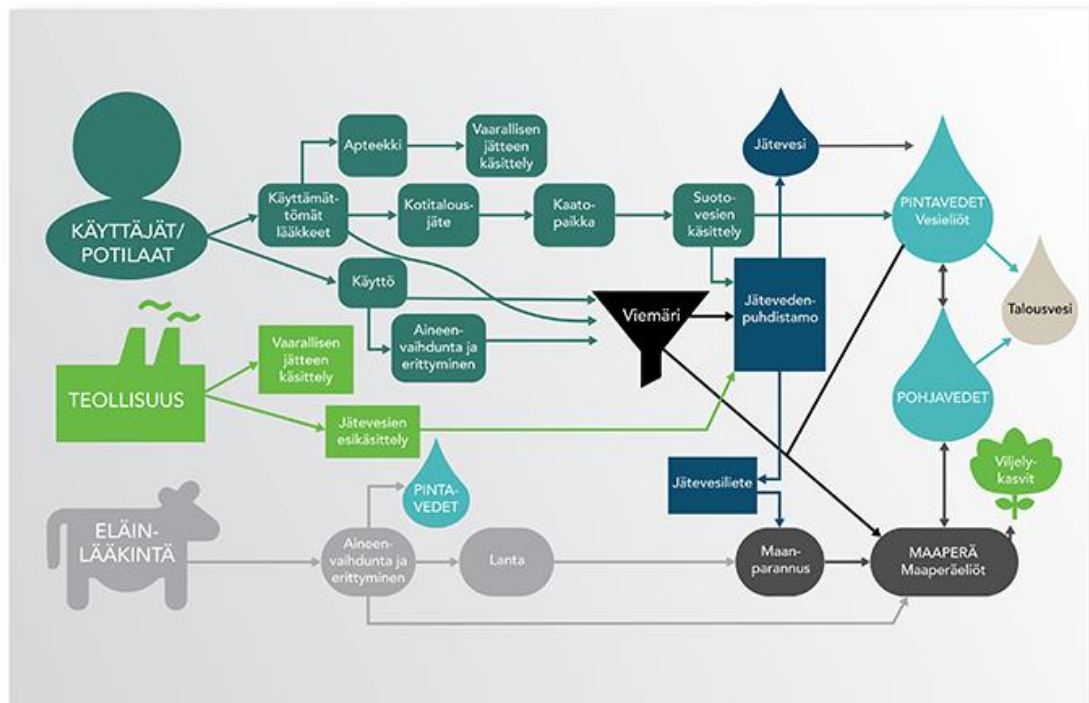 KÄYTTÄJÄT/
POTILAAT
Käyttämät-
tömät
lääkkeet
Apteekki
Vaarallisen
jätteen
käsittely
Kotitalous-
jäte
Kaato-
paikka
Suoto-
vesien
käsittely
Jätevesi
PINTAVEDET
Vesieliöt
Käyttö
Aineen-
vaihdunta ja
erittyminen
Viemäri
Jäteveden-
puhdistamo
Talousvesi
POHJAVEDET
TEOLLISUUS
Vaarallisen
jätteen
käsittely
Jätevesien
esikäsittely
PINTA-
VEDET
Jätevesiliete
Viljely-
kasvit
ELÄIN-
LÄÄKINTÄ
Aineen-
vaihdunta ja
erittyminen
Lanta
Maan-
parannus
MAAPERÄ
Maaperäeliöt